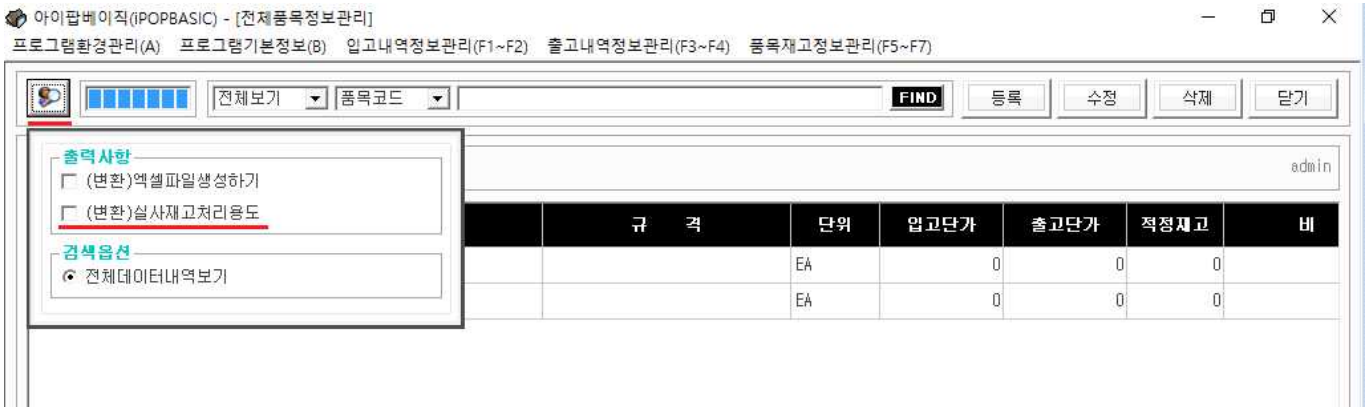 아이팝베이직(iPOPBASIC) - [전체품목정보관리]
프로그램환경관리(A) 프로그램기본정보(B) 입고내역정보관리(F1~F2) 출고내역정보관리(F3~F4) 품목재고정보관리(F5~F7)
전체보기 품목코드 FIND 등록 수정 삭제 닫기
출력사항
(변환)엑셀파일생성하기
(변환)실사재고처리용도
검색옵션
전체데이터내역보기
admin
규 격 단위 입고단가 출고단가 적정재고 비
EA 0 0 0
EA 0 0 0